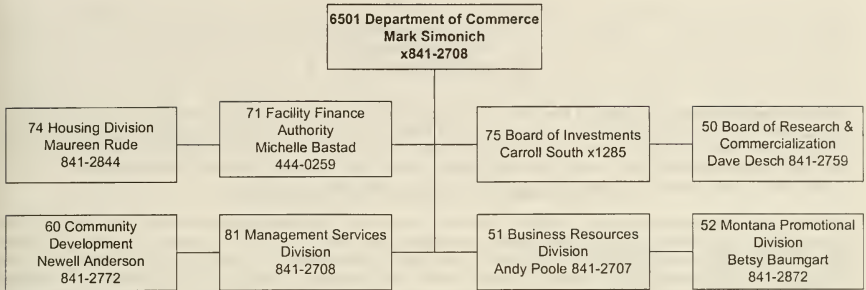 6501 Department of Commerce
Mark Simonich
x841-2708
74 Housing Division
Maureen Rude
841-2844
71 Facility Finance
Authority
Michelle Bastad
444-0259
75 Board of Investments
Carroll South x1285
50 Board of Research &
Commercialization
Dave Desch 841-2759
60 Community
Development
Newell Anderson
841-2772
81 Management Services
Division
841-2708
51 Business Resources
Division
Andy Poole 841-2707
52 Montana Promotional
Division
Betsy Baumgart
841-2872